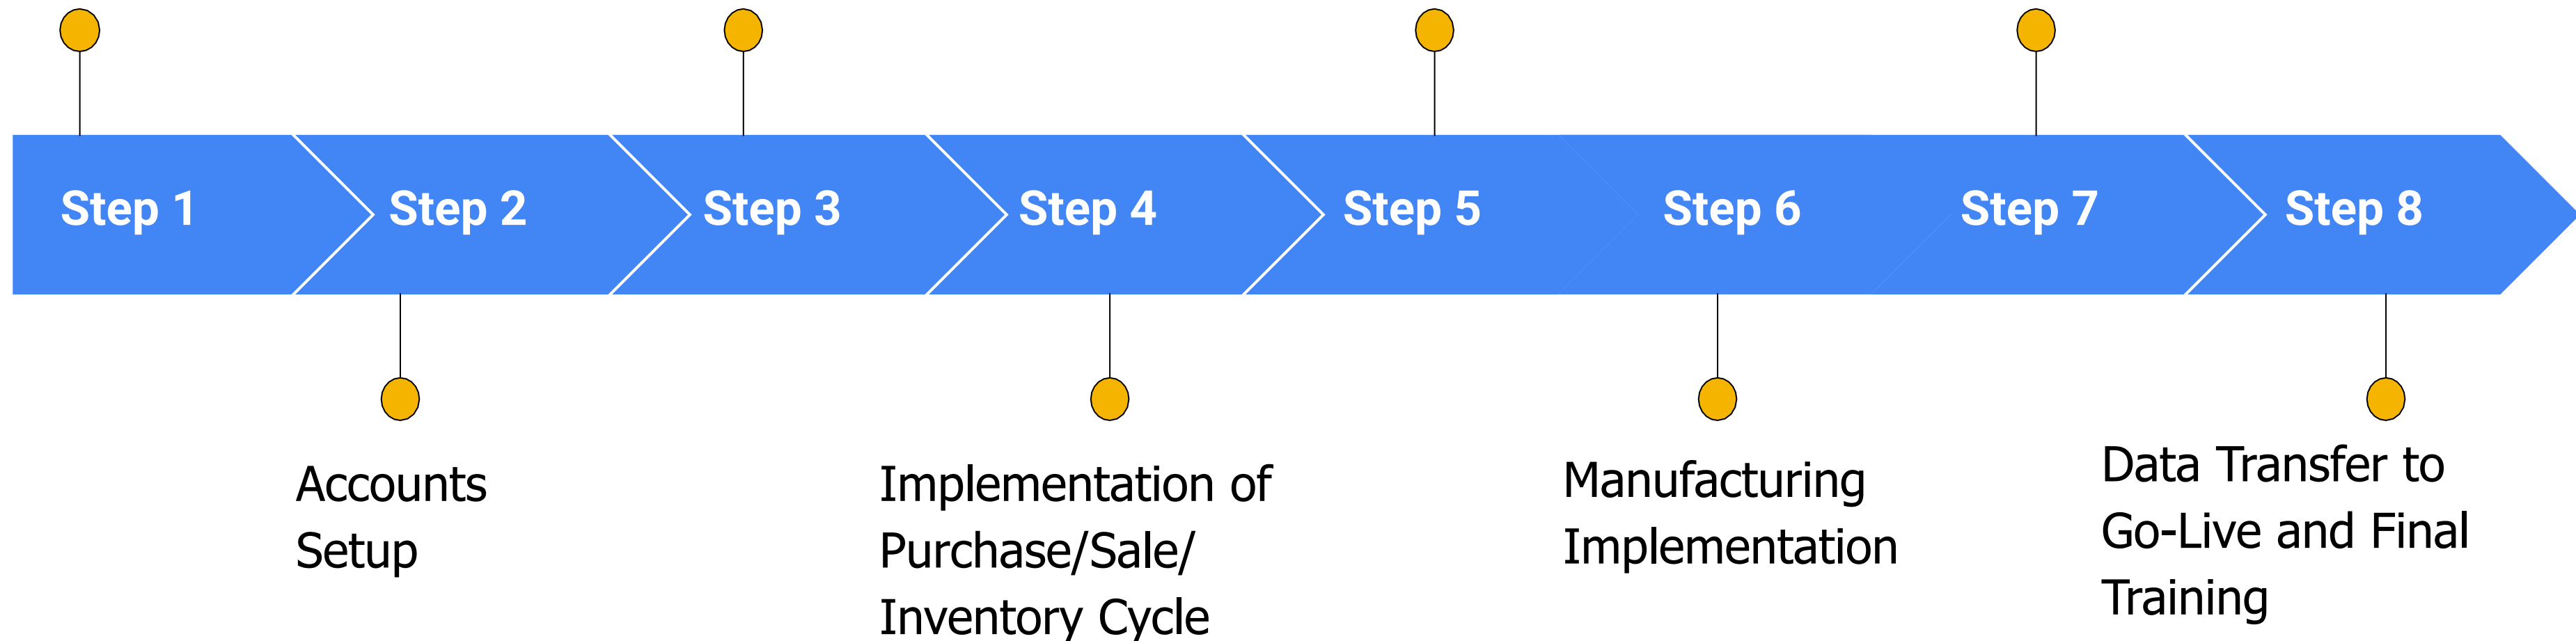 Step 1
Step 2
Step 3
Step 4
Step 5
Step 6
Step 7
Step 8
Accounts
Setup
Implementation of
Purchase/Sale/
Inventory Cycle
Manufacturing
Implementation
Data Transfer to
Go-Live and Final
Training